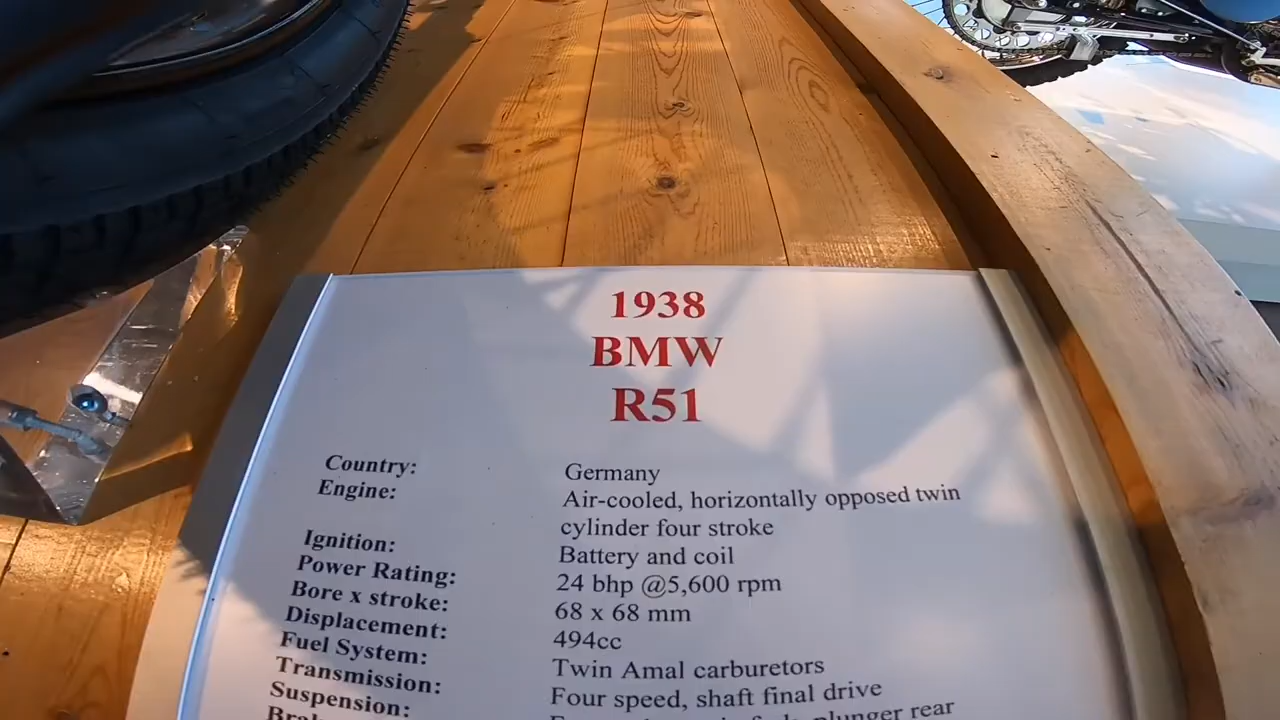 1938
BMW
R51
Country: Germany
Engine: Air-cooled, horizontally opposed twin
cylinder four stroke
Ignition: Battery and coil
Power Rating: 24 bhp @5,600 rpm
Bore x stroke: 68 x 68 mm
Displacement: 494cc
Fuel System: Twin Amal carburetors
Transmission: Four speed, shaft final drive
Suspension: plunger rear